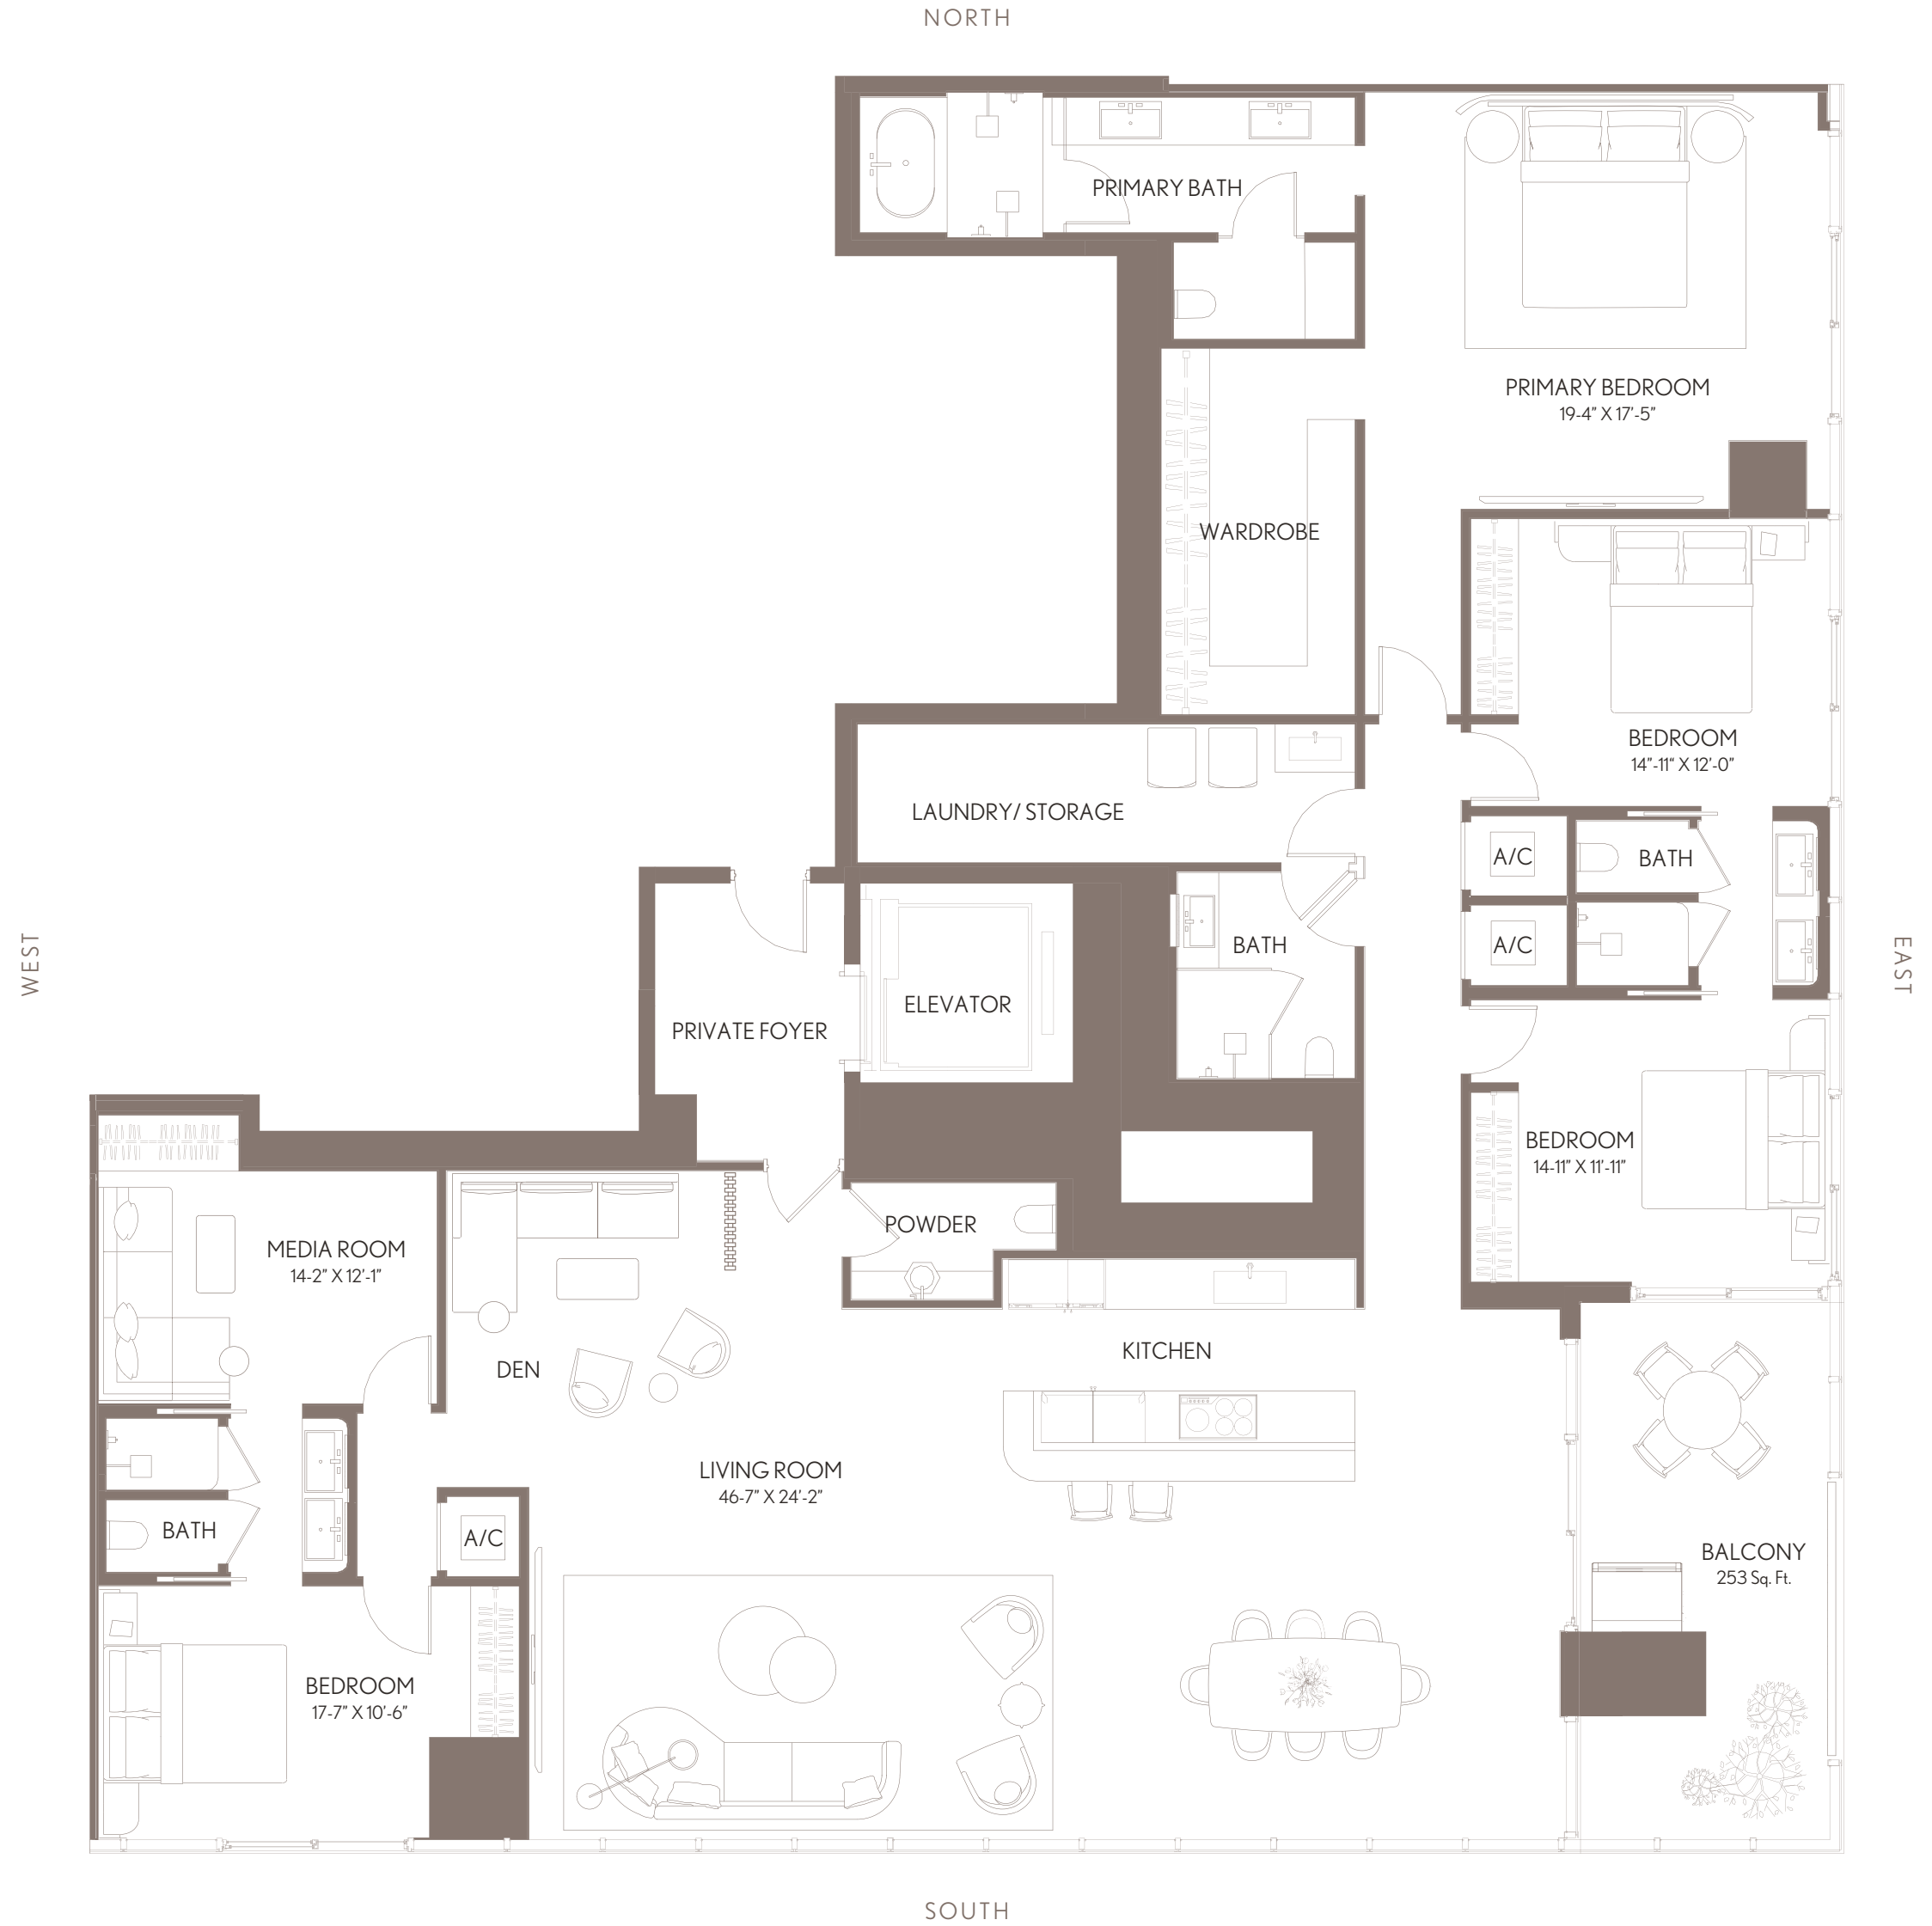 NORTH
PRIMARY BATH
PRIMARY BEDROOM
19-4” X 17’-5”
WARDROBE
BEDROOM
14”-11“ X 12’-0”
LAUNDRY/ STORAGE
A/C
BATH
WEST
EAST
BATH
A/C
ELEVATOR
PRIVATE FOYER
BEDROOM
14-11” X 11’-11”
POWDER
MEDIA ROOM
14-2” X 12’-1”
KITCHEN
DEN
LIVING ROOM
46-7” X 24’-2”
BATH
A/C
BALCONY
253 Sq. Ft.
BEDROOM
17-7” X 10’-6”
SOUTH